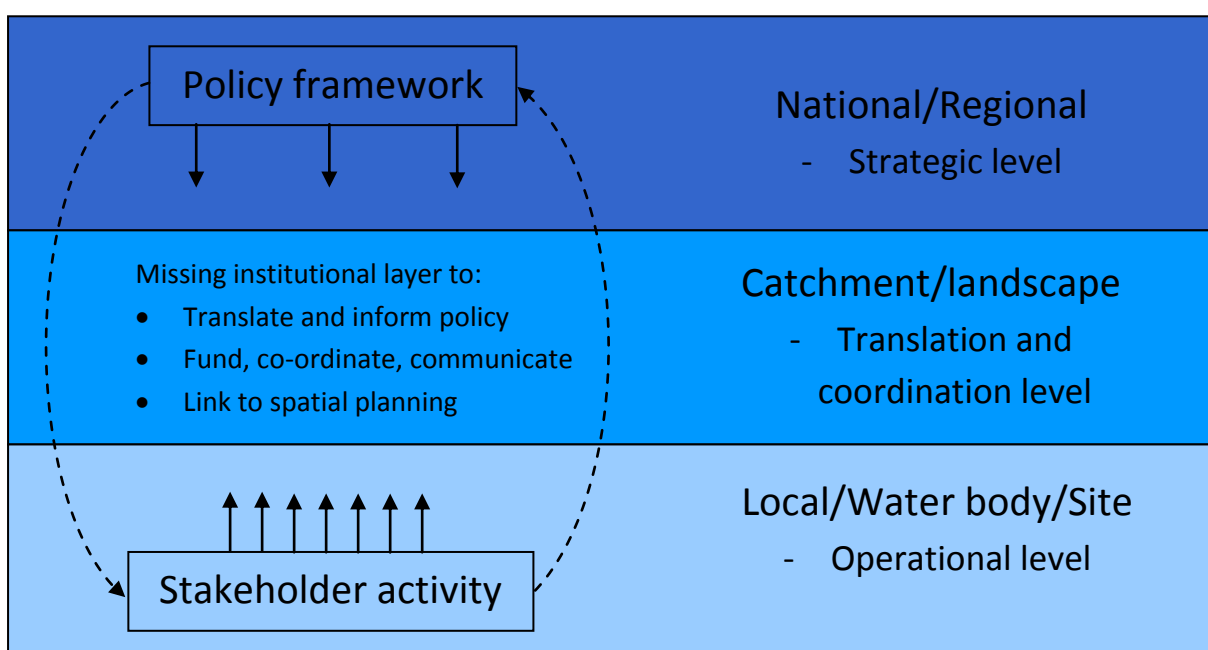 Policy framework
National/Regional
- Strategic level
Missing institutional layer to:
• Translate and inform policy
• Fund, co-ordinate, communicate
• Link to spatial planning
Catchment/landscape
- Translation and
coordination level
Stakeholder activity
Local/Water body/Site
- Operational level